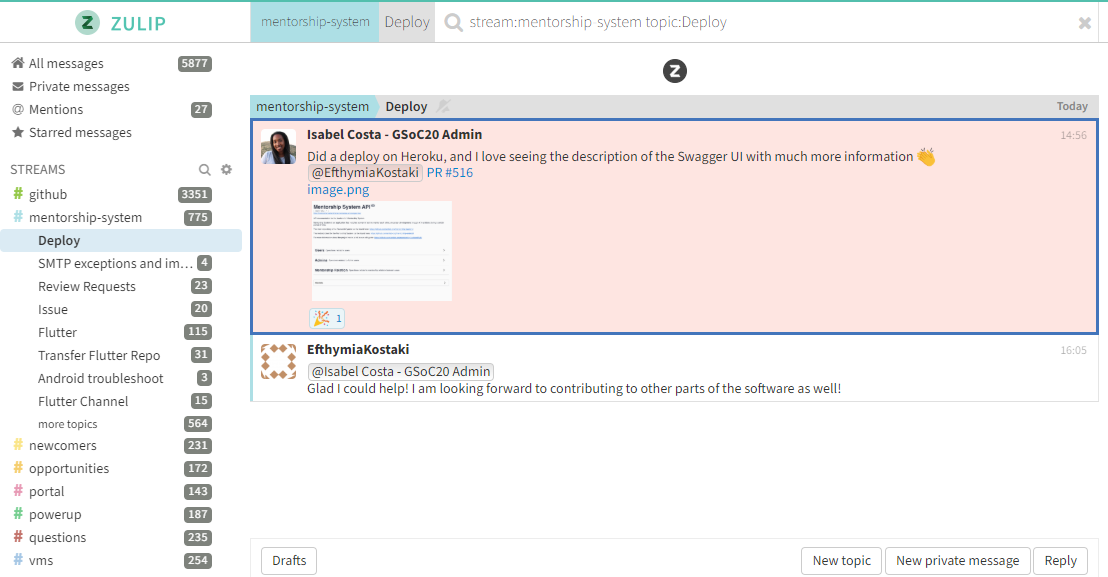 ZULIP
mentorship-system Deploy stream:mentorship-system topic:Deploy
All messages 5877
Private messages
Mentions 27
Starred messages
STREAMS
# github 3351
# mentorship-system 775
Deploy
SMTP exceptions and im... 4
Review Requests 23
Issue 20
Flutter 115
Transfer Flutter Repo 31
Android troubleshoot 3
Flutter Channel 15
more topics 564
# newcomers 231
# opportunities 172
# portal 143
# powerup 187
# questions 235
# vms 254
mentorship-system Deploy Today
Isabel Costa - GSoC20 Admin 14:56
Did a deploy on Heroku, and I love seeing the description of the Swagger UI with much more information 👏
@EfthymiaKostaki PR #516
image.png
Mentorship System API
🎉 1
EfthymiaKostaki 16:05
@Isabel Costa - GSoC20 Admin
Glad I could help! I am looking forward to contributing to other parts of the software as well!
Drafts New topic New private message Reply